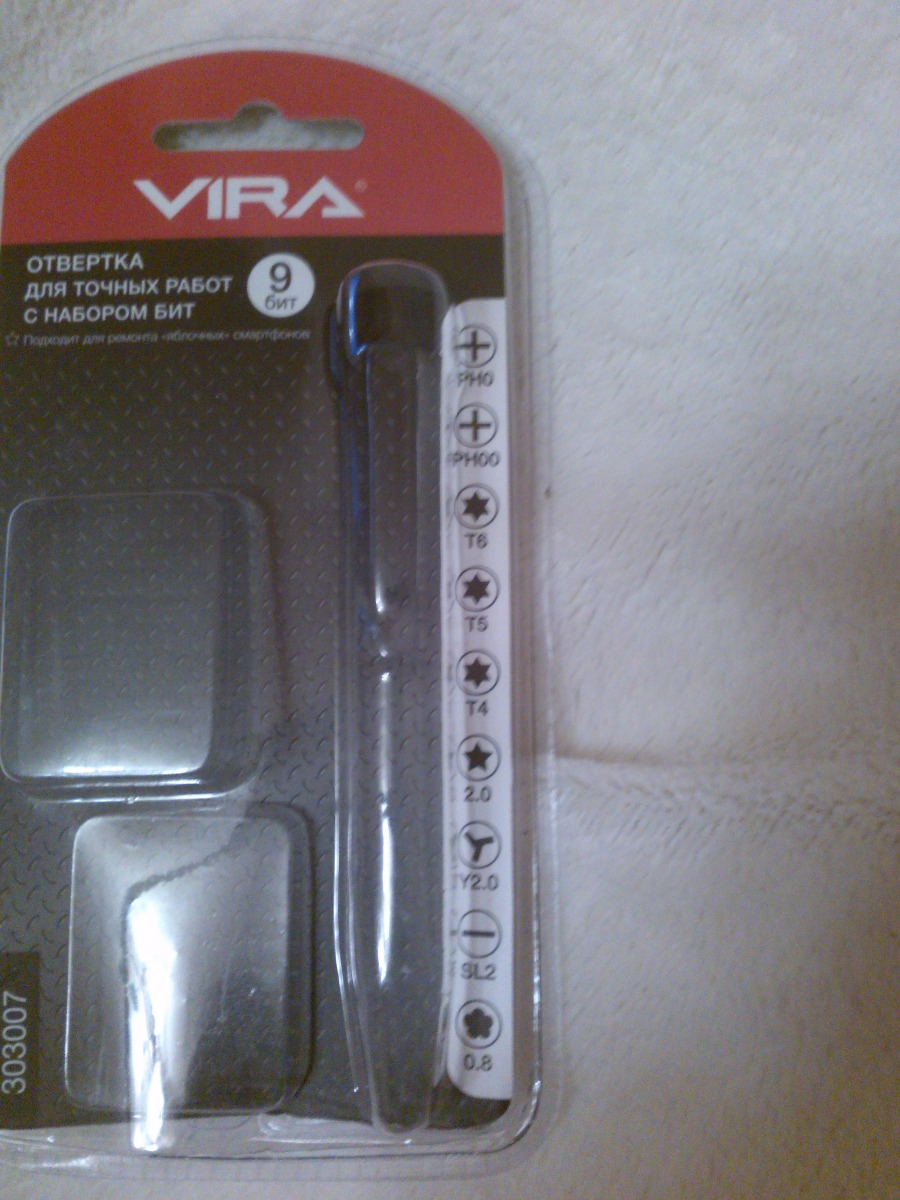 VIRA®
ОТВЕРТКА
ДЛЯ ТОЧНЫХ РАБОТ
С НАБОРОМ БИТ
9
бит
Подходит для ремонта «яблочных» смартфонов
PH0
PH00
T6
T5
T4
2.0
Y2.0
SL2
0.8
303007